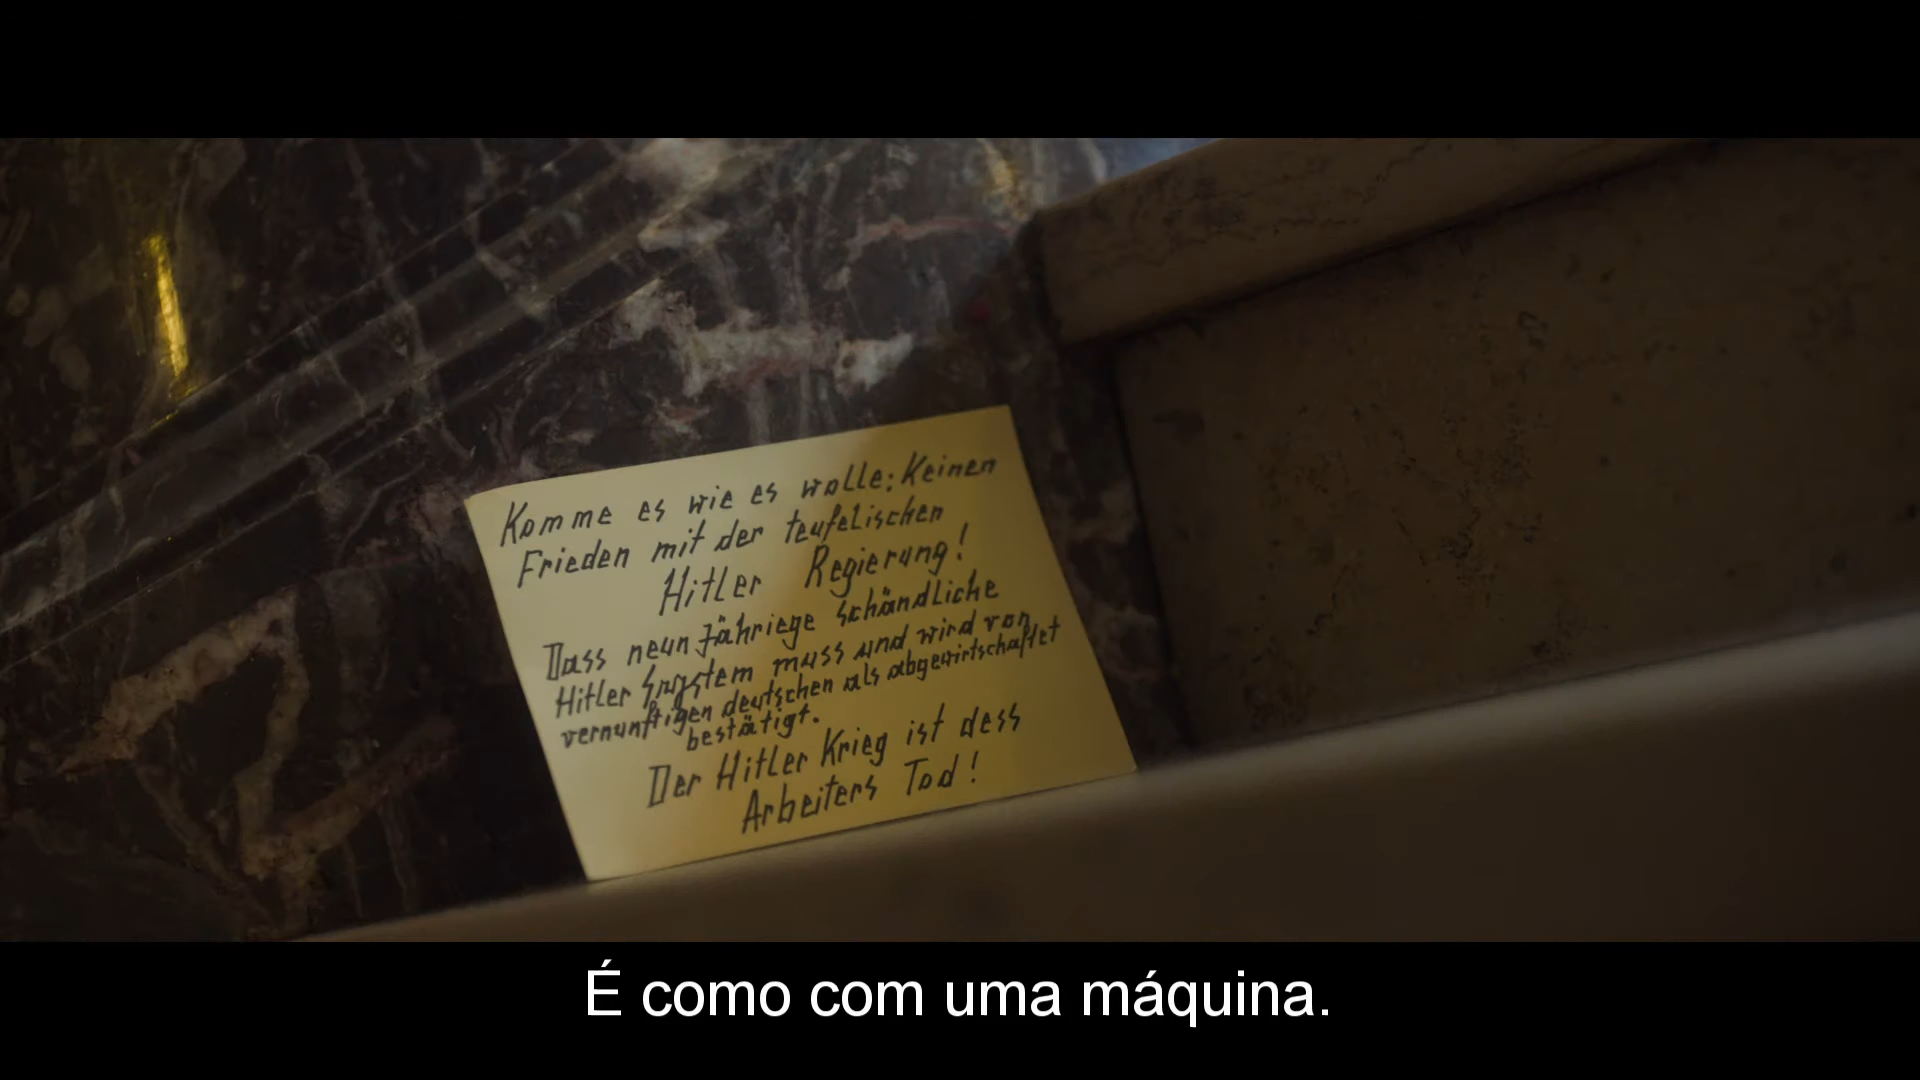 Komme es wie es wolle: Keinen
Frieden mit der teufelischen
Hitler Regierung!
Dass neun Jähriege schändliche
Hitler System muss und wird von
vernunftigen deutschen als abgewirtschaftet
bestätigt.
Der Hitler Krieg ist dess
Arbeiters Tod!
É como com uma máquina.